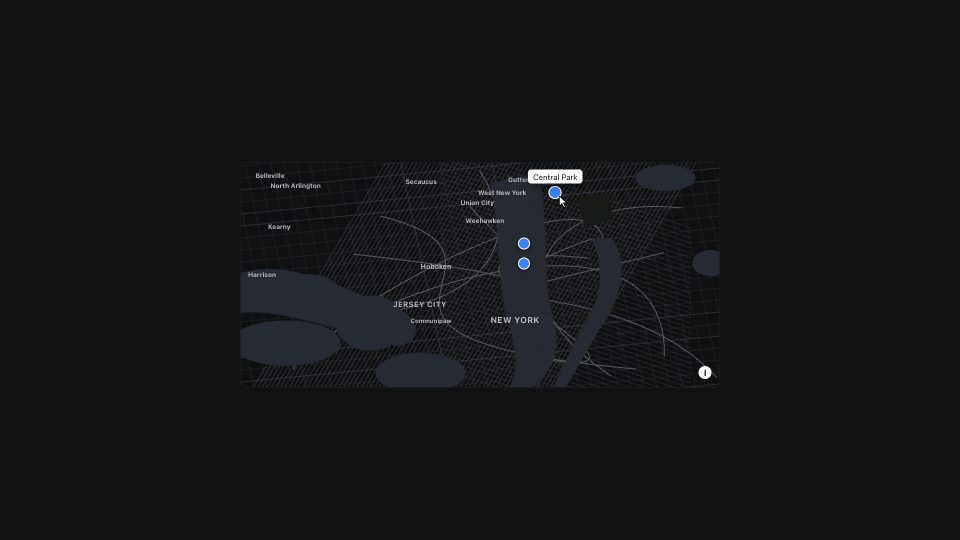 Belleville
North Arlington
Secaucus
Central Park
West New York
Union City
Weehawken
Kearny
Hoboken
Harrison
JERSEY CITY
Communipaw
NEW YORK
i